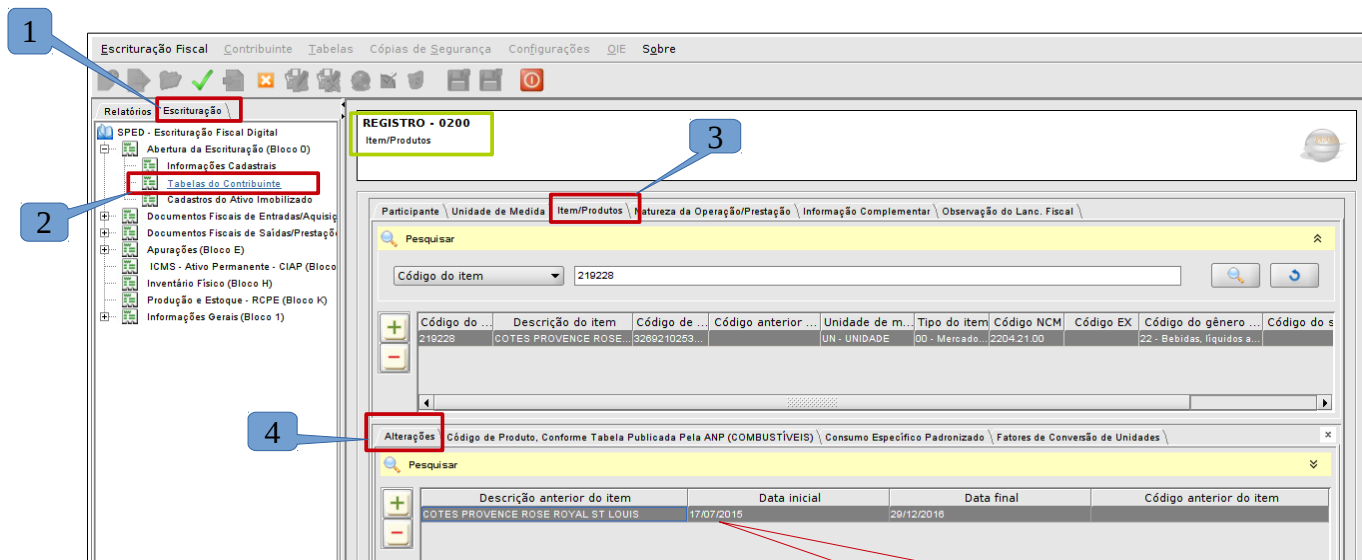 1
Escrituração Fiscal Contribuinte Tabelas Cópias de Segurança Configurações OIE Sobre
Relatórios Escrituração
SPED - Escrituração Fiscal Digital
Abertura da Escrituração (Bloco 0)
Informações Cadastrais
Tabelas do Contribuinte
Cadastros do Ativo Imobilizado
Documentos Fiscais de Entradas/Aquisiç
Documentos Fiscais de Saídas/Prestaçõ
Apurações (Bloco E)
ICMS - Ativo Permanente - CIAP (Bloco
Inventário Físico (Bloco H)
Produção e Estoque - RCPE (Bloco K)
Informações Gerais (Bloco 1)
2
REGISTRO - 0200
Item/Produtos
3
Participante Unidade de Medida Item/Produtos Natureza da Operação/Prestação Informação Complementar Observação do Lanc. Fiscal
Pesquisar
Código do item 219228
Código do ... Descrição do item Código de ... Código anterior ... Unidade de m... Tipo do item Código NCM Código EX Código do gênero ... Código do s
219228 COTES PROVENCE ROSE... 3269210253... UN - UNIDADE 00 - Mercado... 2204.21.00 22 - Bebidas, líquidos a...
4
Alterações Código de Produto, Conforme Tabela Publicada Pela ANP (COMBUSTÍVEIS) Consumo Específico Padronizado Fatores de Conversão de Unidades
Pesquisar
Descrição anterior do item Data inicial Data final Código anterior do item
COTES PROVENCE ROSE ROYAL ST LOUIS 17/07/2015 29/12/2016